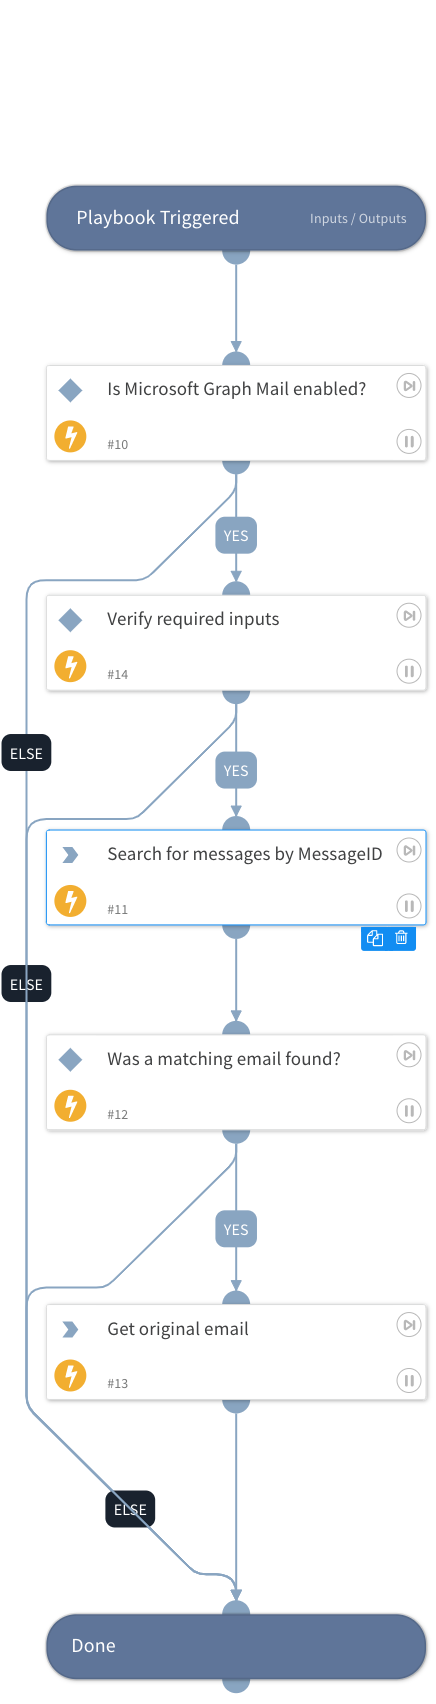 Playbook Triggered Inputs / Outputs
Is Microsoft Graph Mail enabled?
#10
YES
Verify required inputs
#14
ELSE
YES
Search for messages by MessageID
#11
ELSE
Was a matching email found?
#12
YES
Get original email
#13
ELSE
Done